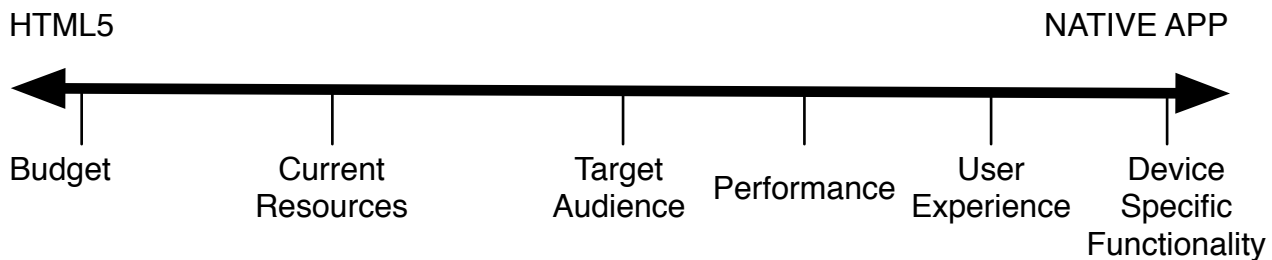 HTML5
NATIVE APP
Budget
Current
Resources
Target
Audience
Performance
User
Experience
Device
Specific
Functionality